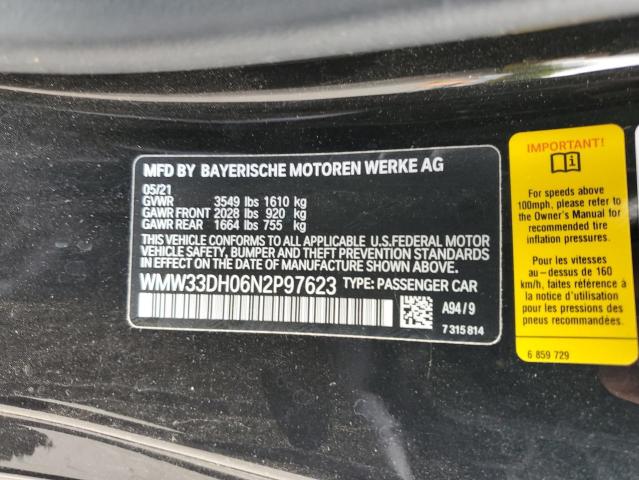 MFD BY BAYERISCHE MOTOREN WERKE AG
05/21
GVWR 3549 lbs 1610 kg
GAWR FRONT 2028 lbs 920 kg
GAWR REAR 1664 lbs 755 kg
THIS VEHICLE CONFORMS TO ALL APPLICABLE U.S.FEDERAL MOTOR
VEHICLE SAFETY, BUMPER AND THEFT PREVENTION STANDARDS
IN EFFECT ON THE DATE OF MANUFACTURE SHOWN ABOVE.
WMW33DH06N2P97623 TYPE: PASSENGER CAR
A94/9
7 315 814
IMPORTANT!
For speeds above
100mph, please refer to
the Owner's Manual for
recommended tire
inflation pressures.
Pour les vitesses
au-dessus de 160
km/h, faites référence à
la notice d'utilisation
pour les pressions des
pneus recommandées.
6 859 729